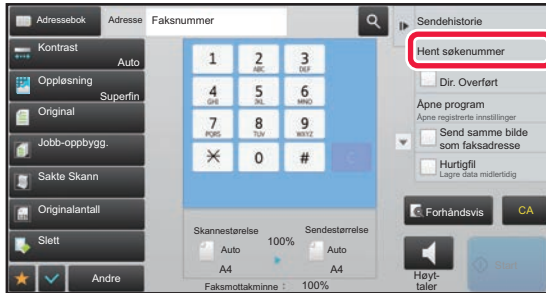 Adressebok
Adresse
Faksnummer
Kontrast
Auto
Oppløsning
Superfin
Original
Jobb-oppbygg.
Sakte Skann
Originalantall
Slett
Andre
1
2
ABC
3
DEF
4
GHI
5
JKL
6
MNO
7
PQRS
8
TUV
9
WXYZ
0
#
C
Skannestørelse
Auto
A4
100%
Sendestørrelse
Auto
A4
Faksmottakminne : 100%
Sendehistorie
Hent søkenummer
Dir. Overført
Åpne program
Åpne registrerte innstillinger
Send samme bilde
som faksadresse
Hurtigfil
Lagre data midlertidig
Forhåndsvis
CA
Høyt-
taler
Start